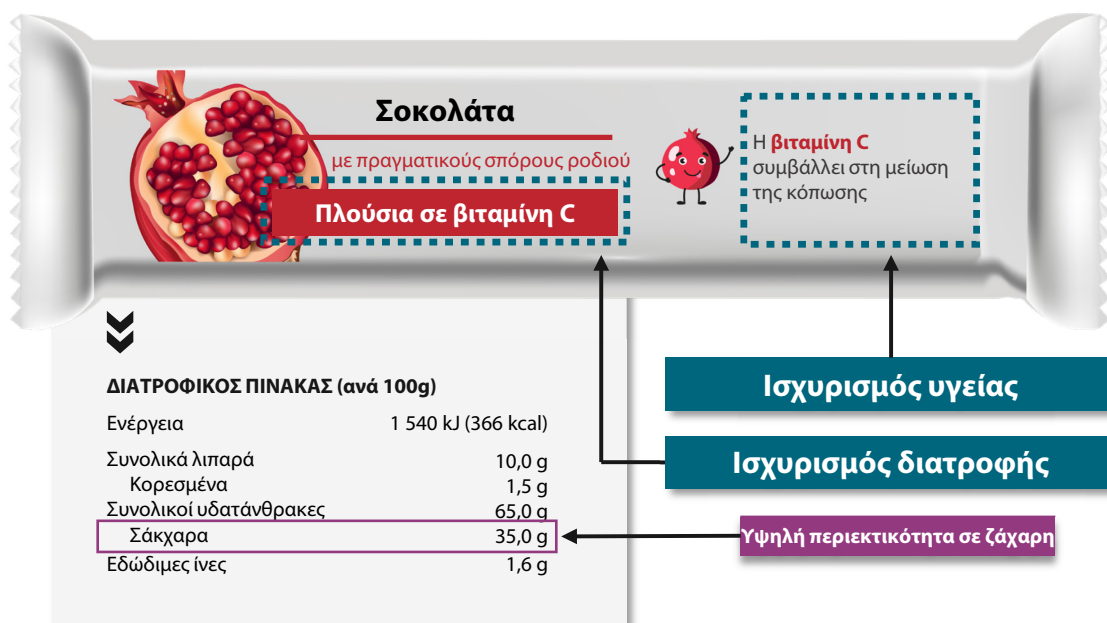 Σοκολάτα
με πραγματικούς σπόρους ροδιού
Πλούσια σε βιταμίνη C
Η βιταμίνη C
συμβάλλει στη μείωση
της κόπωσης
ΔΙΑΤΡΟΦΙΚΟΣ ΠΙΝΑΚΑΣ (ανά 100g)
Ενέργεια 1 540 kJ (366 kcal)
Συνολικά λιπαρά 10,0 g
Κορεσμένα 1,5 g
Συνολικοί υδατάνθρακες 65,0 g
Σάκχαρα 35,0 g
Εδώδιμες ίνες 1,6 g
Ισχυρισμός υγείας
Ισχυρισμός διατροφής
Υψηλή περιεκτικότητα σε ζάχαρη